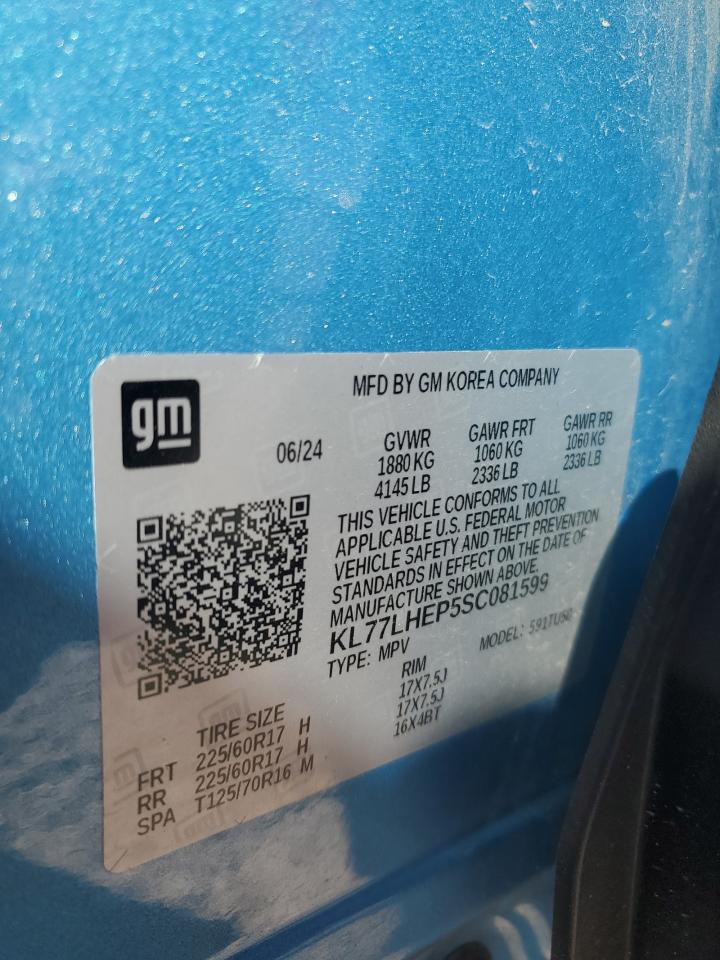 MFD BY GM KOREA COMPANY
gm
06/24
GVWR GAWR FRT GAWR RR
1880 KG 1060 KG 1060 KG
4145 LB 2336 LB 2336 LB
THIS VEHICLE CONFORMS TO ALL
APPLICABLE U.S. FEDERAL MOTOR
VEHICLE SAFETY AND THEFT PREVENTION
STANDARDS IN EFFECT ON THE DATE OF
MANUFACTURE SHOWN ABOVE.
KL77LHEP5SC081599
TYPE: MPV MODEL:
TIRE SIZE RIM
FRT 225/60R17 H 17X7.5J
RR 225/60R17 H 17X7.5J
SPA T125/70R16 M 16X4BT